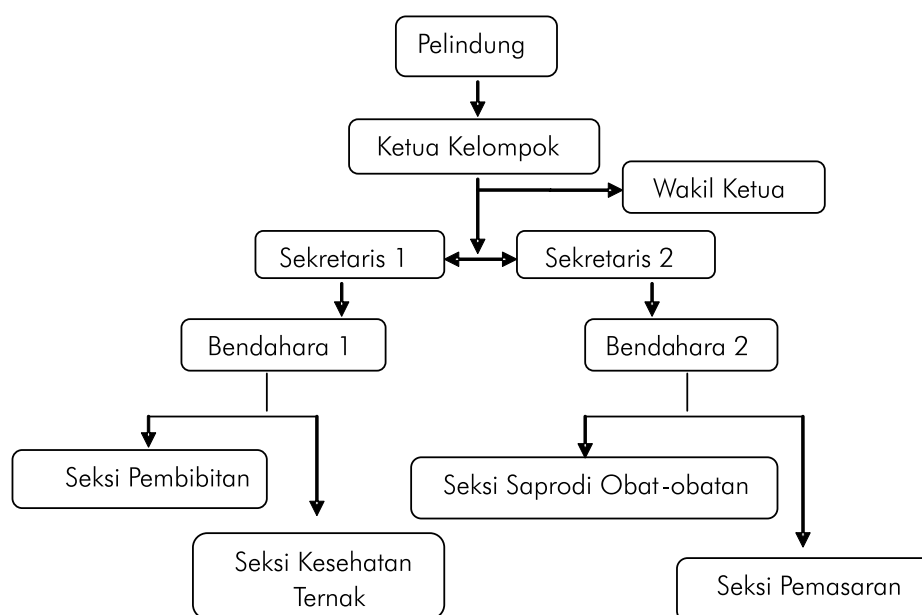 Pelindung
Ketua Kelompok
Wakil Ketua
Sekretaris 1
Sekretaris 2
Bendahara 1
Bendahara 2
Seksi Pembibitan
Seksi Saprodi Obat-obatan
Seksi Kesehatan
Ternak
Seksi Pemasaran